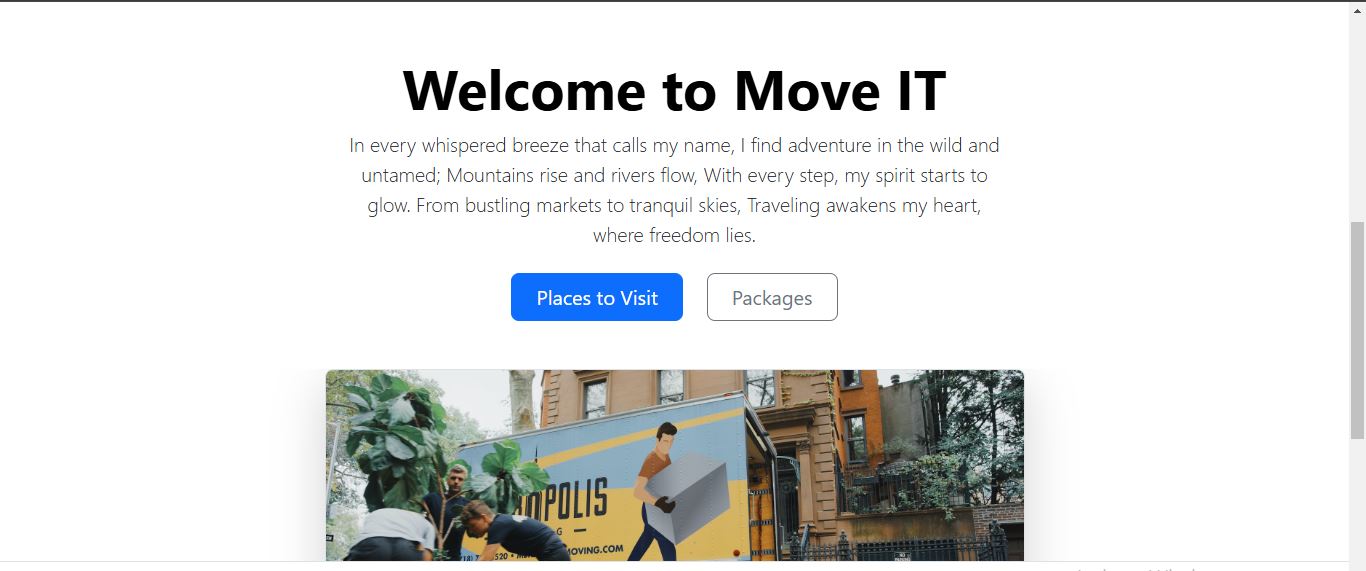 Welcome to Move IT
In every whispered breeze that calls my name, I find adventure in the wild and
untamed; Mountains rise and rivers flow, With every step, my spirit starts to
glow. From bustling markets to tranquil skies, Traveling awakens my heart,
where freedom lies.
Places to Visit
Packages
OPOLIS
G
520 •
MOVING.COM